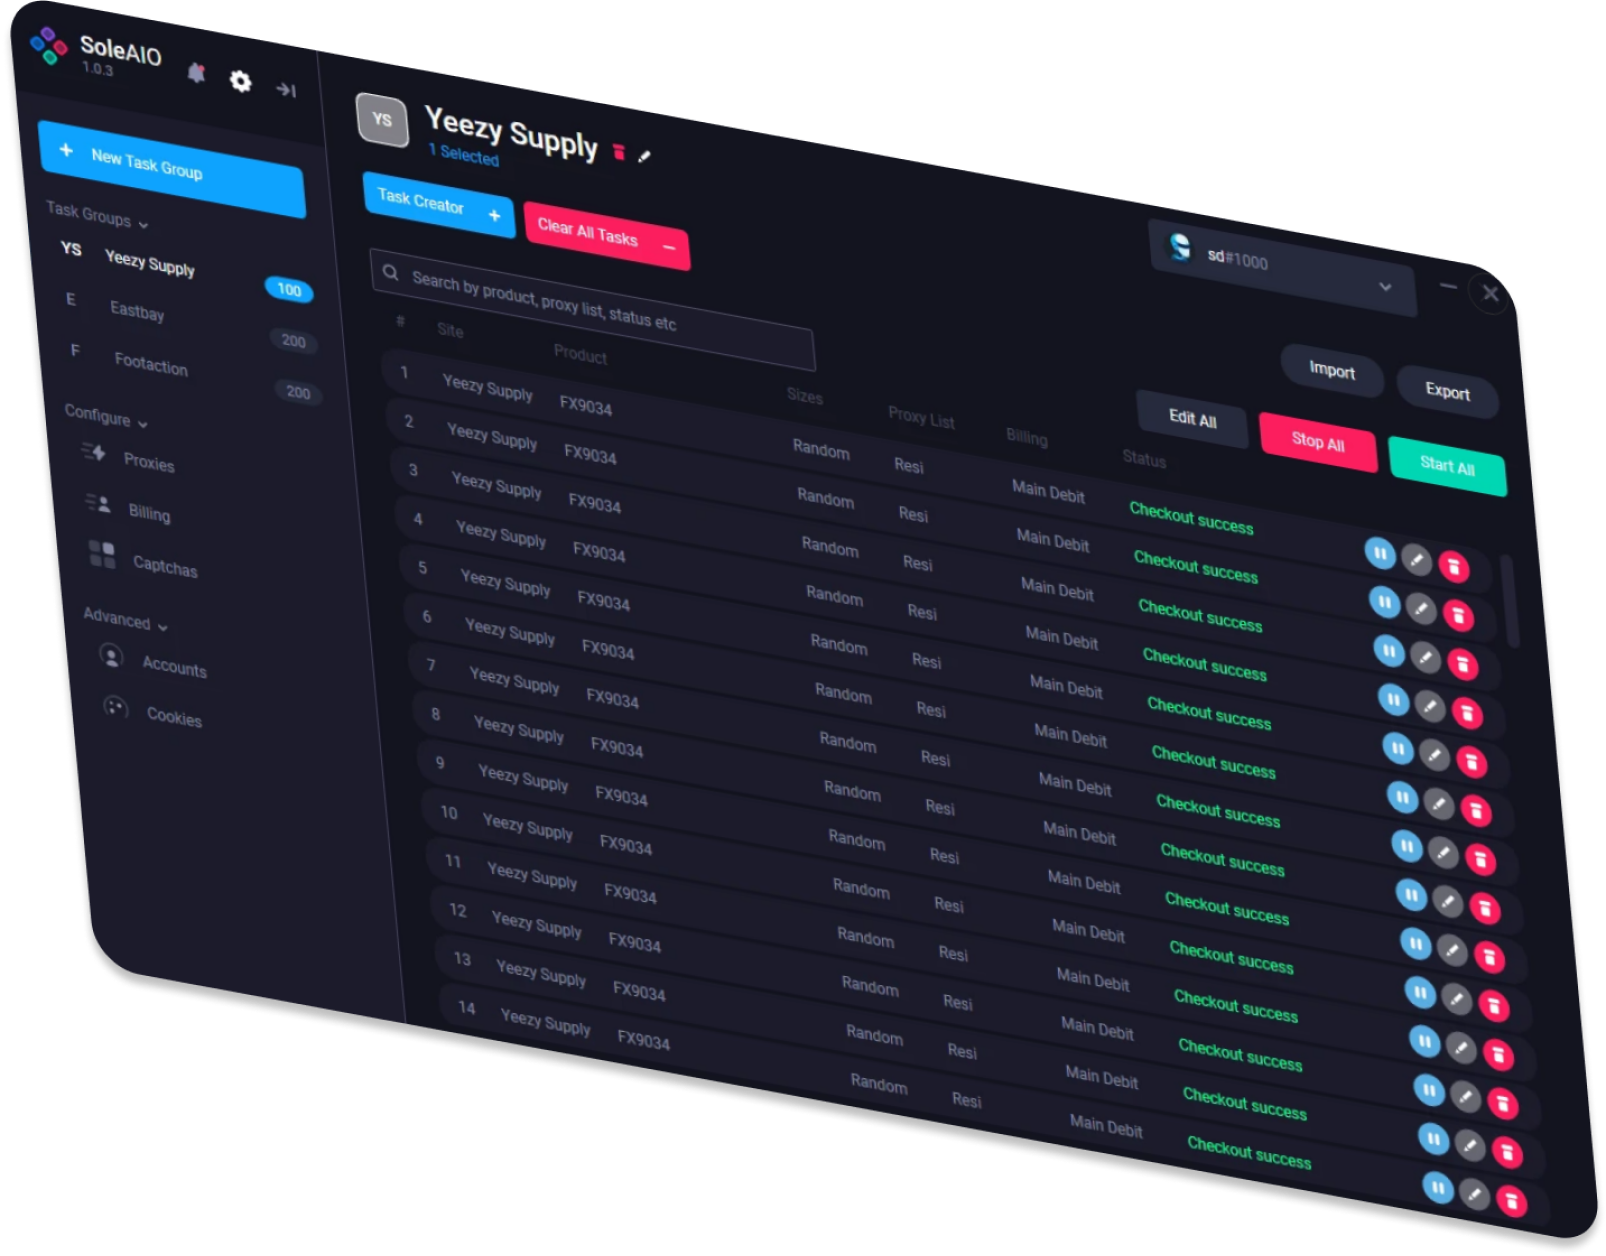 SoleAIO
1.0.3
New Task Group
Task Groups
YS Yeezy Supply 100
E Eastbay 200
F Footaction 200
Configure
Proxies
Billing
Captchas
Advanced
Accounts
Cookies
YS
Yeezy Supply
1 Selected
Task Creator +
Clear All Tasks −
sd#1000
Search by product, proxy list, status etc
Import
Export
Edit All
Stop All
Start All
# Site Product Sizes Proxy List Billing Status
1 Yeezy Supply FX9034 Random Resi Main Debit Checkout success
2 Yeezy Supply FX9034 Random Resi Main Debit Checkout success
3 Yeezy Supply FX9034 Random Resi Main Debit Checkout success
4 Yeezy Supply FX9034 Random Resi Main Debit Checkout success
5 Yeezy Supply FX9034 Random Resi Main Debit Checkout success
6 Yeezy Supply FX9034 Random Resi Main Debit Checkout success
7 Yeezy Supply FX9034 Random Resi Main Debit Checkout success
8 Yeezy Supply FX9034 Random Resi Main Debit Checkout success
9 Yeezy Supply FX9034 Random Resi Main Debit Checkout success
10 Yeezy Supply FX9034 Random Resi Main Debit Checkout success
11 Yeezy Supply FX9034 Random Resi Main Debit Checkout success
12 Yeezy Supply FX9034 Random Resi Main Debit Checkout success
13 Yeezy Supply FX9034 Random Resi Main Debit Checkout success
14 Yeezy Supply FX9034 Random Resi Main Debit Checkout success